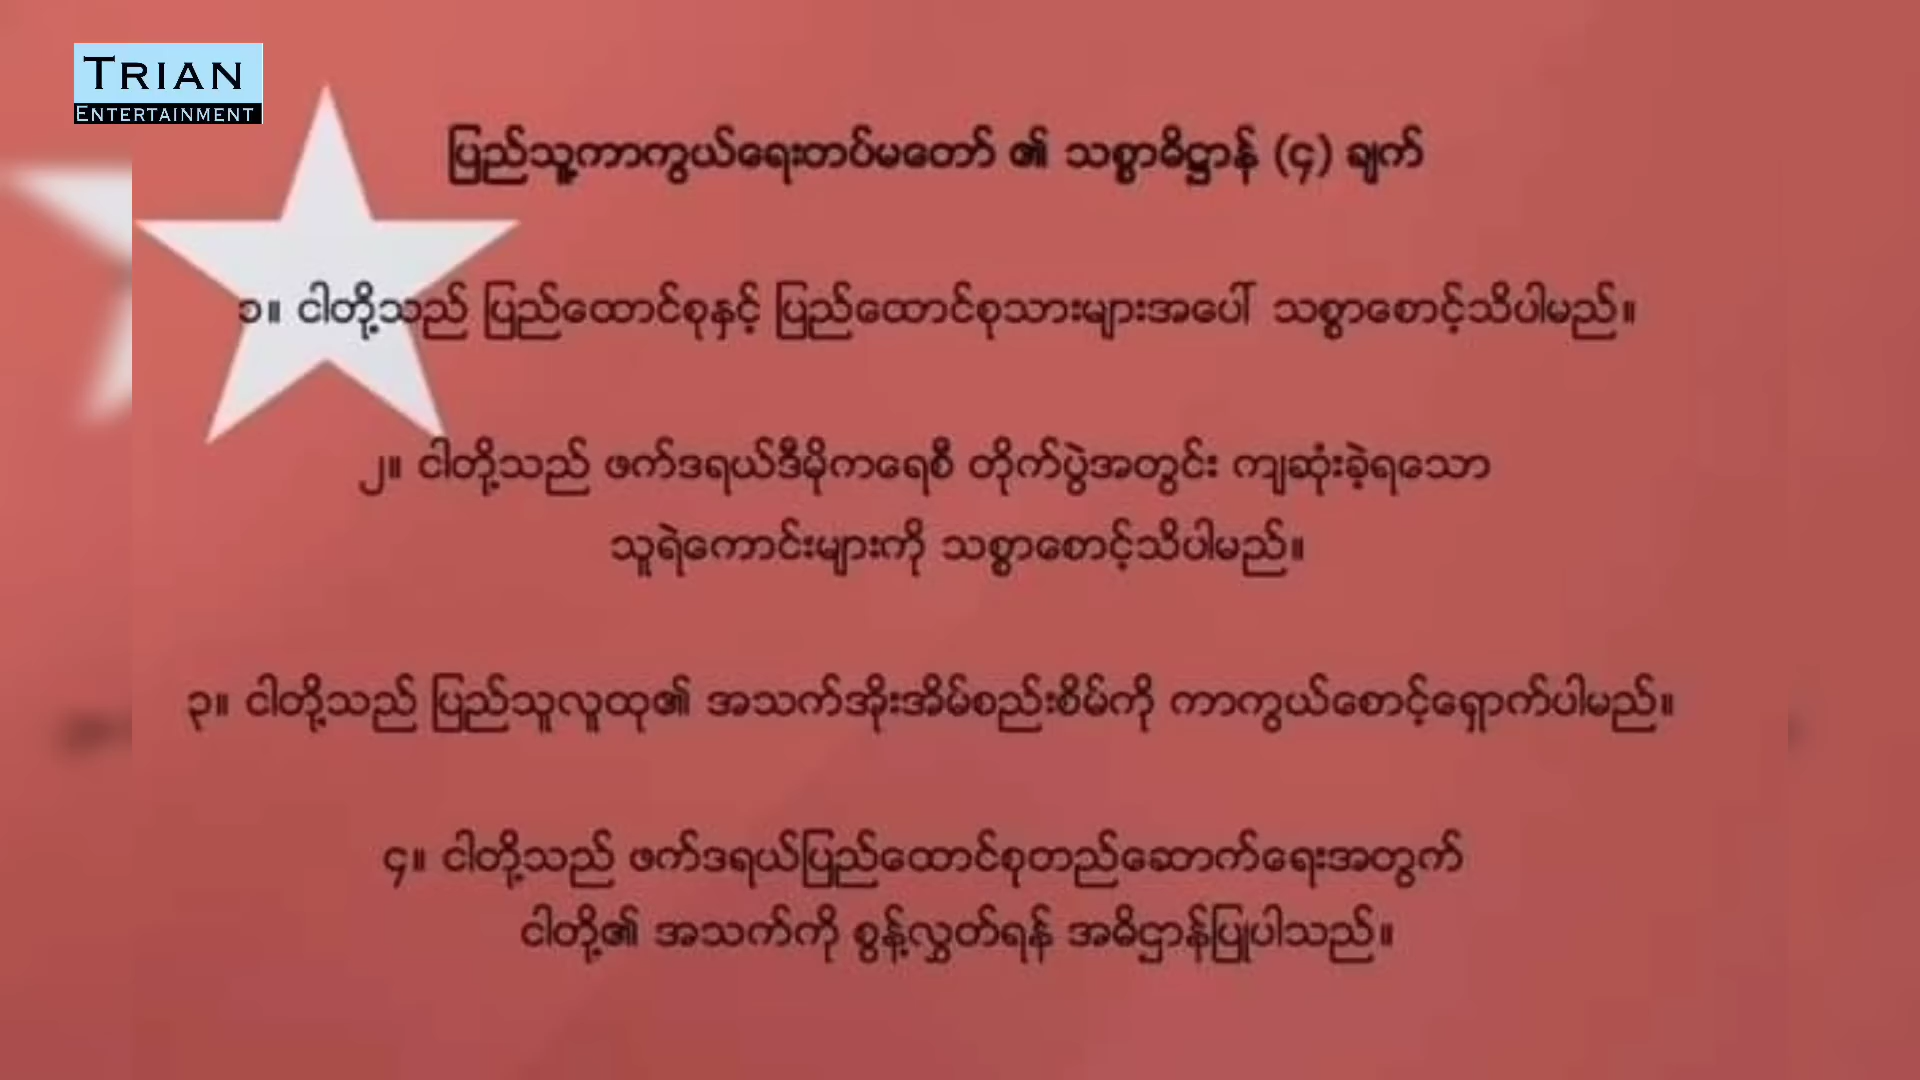 TRIAN
ENTERTAINMENT
ပြည်သူ့ကာကွယ်ရေးတပ်မတော် ၏ သစ္စာဓိဋ္ဌာန် (၄) ချက်
၁။ ငါတို့သည် ပြည်ထောင်စုနှင့် ပြည်ထောင်စုသားများအပေါ် သစ္စာစောင့်သိပါမည်။
၂။ ငါတို့သည် ဖက်ဒရယ်ဒီမိုကရေစီ တိုက်ပွဲအတွင်း ကျဆုံးခဲ့ရသော
သူရဲကောင်းများကို သစ္စာစောင့်သိပါမည်။
၃။ ငါတို့သည် ပြည်သူလူထု၏ အသက်အိုးအိမ်စည်းစိမ်ကို ကာကွယ်စောင့်ရှောက်ပါမည်။
၄။ ငါတို့သည် ဖက်ဒရယ်ပြည်ထောင်စုတည်ဆောက်ရေးအတွက်
ငါတို့၏ အသက်ကို စွန့်လွှတ်ရန် အဓိဌာန်ပြုပါသည်။